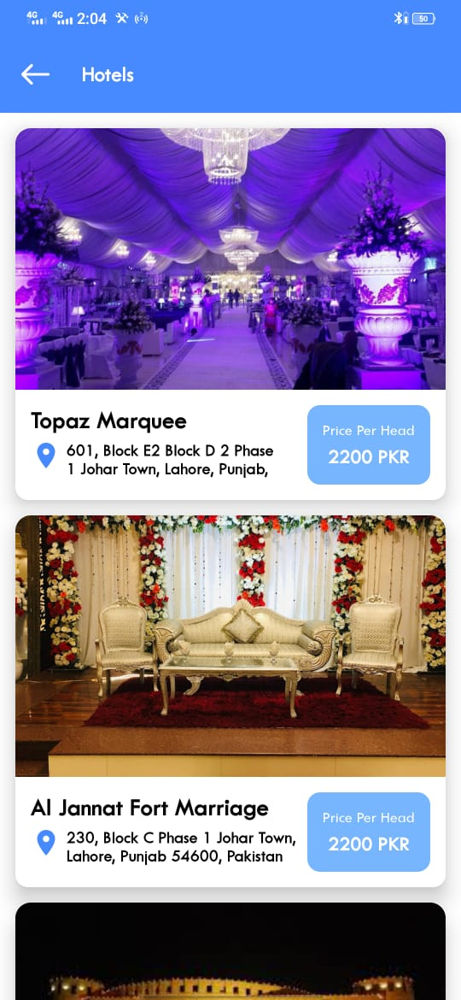 4G 4G 2:04 50
Hotels
Topaz Marquee
601, Block E2 Block D 2 Phase
1 Johar Town, Lahore, Punjab,
Price Per Head
2200 PKR
Al Jannat Fort Marriage
230, Block C Phase 1 Johar Town,
Lahore, Punjab 54600, Pakistan
Price Per Head
2200 PKR